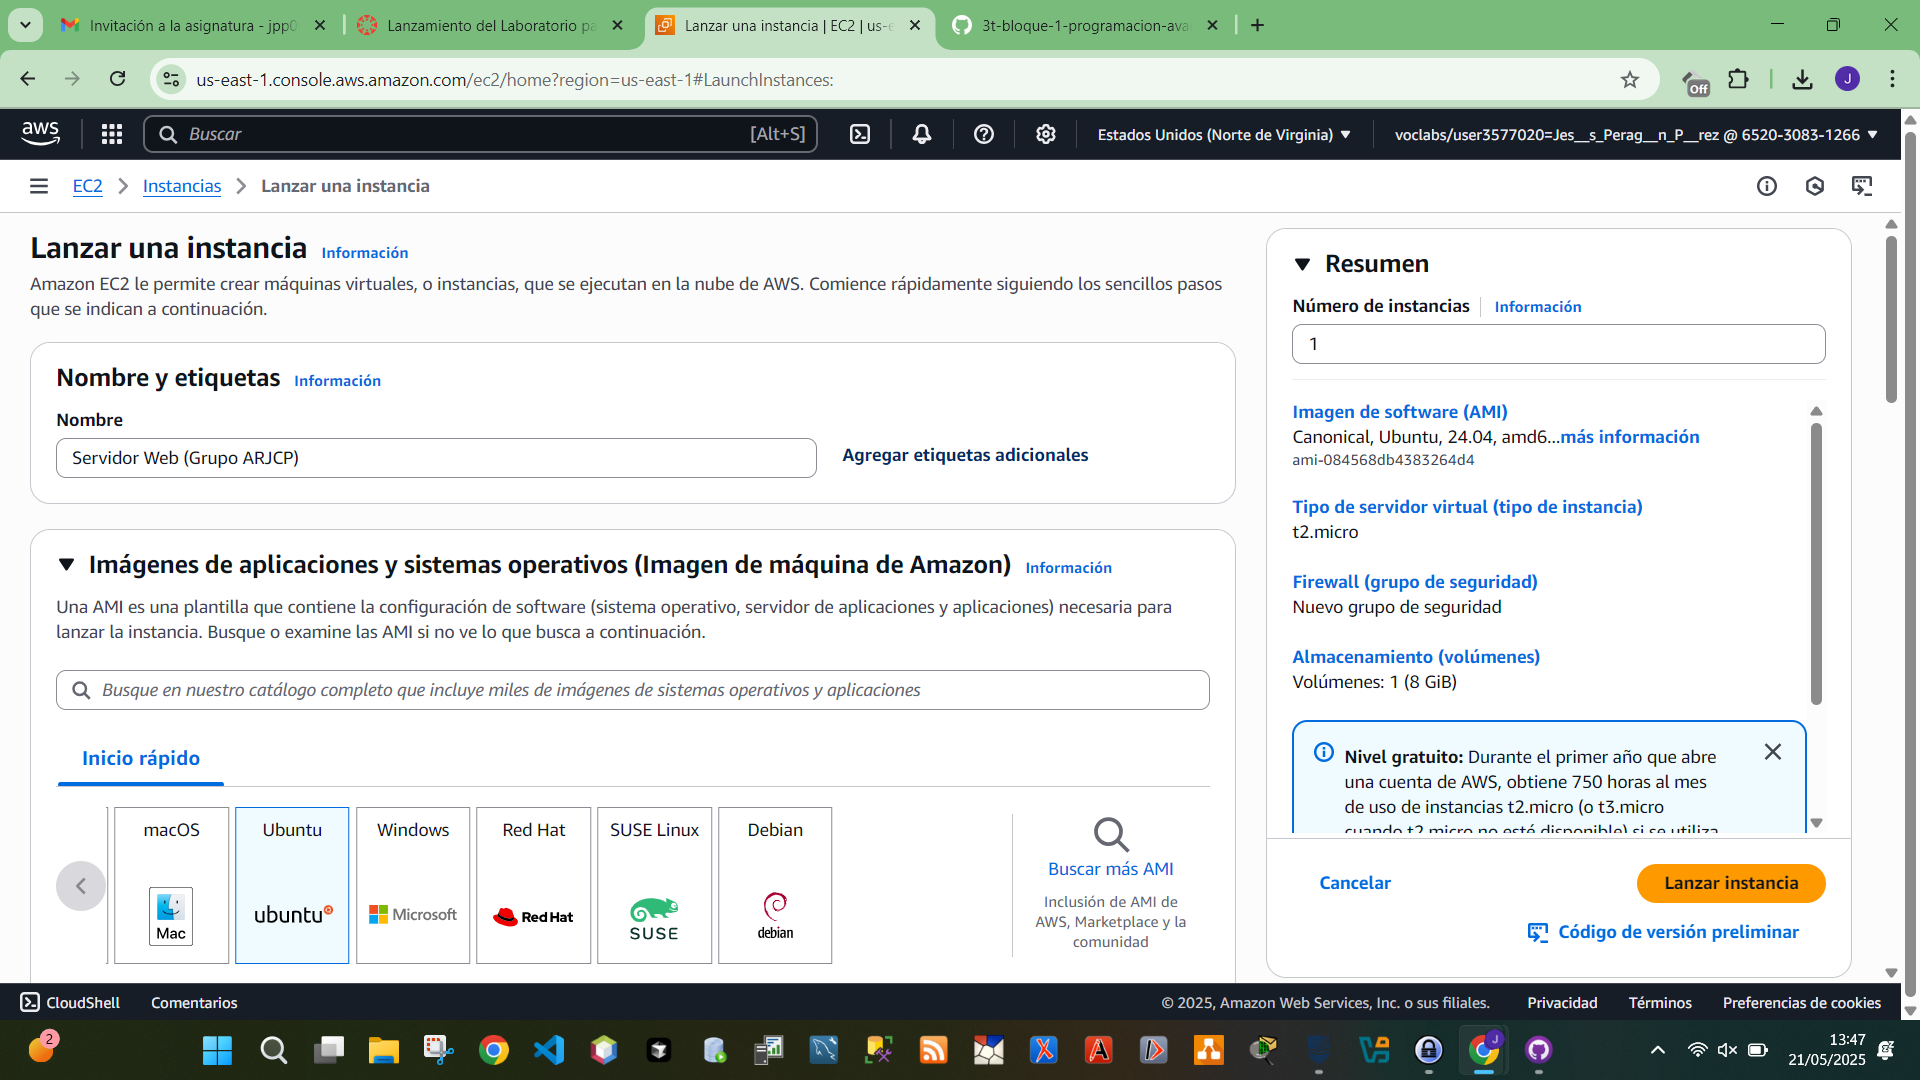 Invitación a la asignatura - jpp0
Lanzamiento del Laboratorio pa
Lanzar una instancia | EC2 | us-e
3t-bloque-1-programacion-ava
us-east-1.console.aws.amazon.com/ec2/home?region=us-east-1#LaunchInstances:
Off
J
aws
Buscar
[Alt+S]
Estados Unidos (Norte de Virginia)
voclabs/user3577020=Jes__s_Perag__n_P__rez @ 6520-3083-1266
EC2
Instancias
Lanzar una instancia
Lanzar una instancia
Información
Amazon EC2 le permite crear máquinas virtuales, o instancias, que se ejecutan en la nube de AWS. Comience rápidamente siguiendo los sencillos pasos
que se indican a continuación.
Nombre y etiquetas
Información
Nombre
Servidor Web (Grupo ARJCP)
Agregar etiquetas adicionales
Imágenes de aplicaciones y sistemas operativos (Imagen de máquina de Amazon)
Información
Una AMI es una plantilla que contiene la configuración de software (sistema operativo, servidor de aplicaciones y aplicaciones) necesaria para
lanzar la instancia. Busque o examine las AMI si no ve lo que busca a continuación.
Busque en nuestro catálogo completo que incluye miles de imágenes de sistemas operativos y aplicaciones
Inicio rápido
macOS
Mac
Ubuntu
ubuntu
Windows
Microsoft
Red Hat
Red Hat
SUSE Linux
SUSE
Debian
debian
Buscar más AMI
Inclusión de AMI de
AWS, Marketplace y la
comunidad
Resumen
Número de instancias
Información
1
Imagen de software (AMI)
Canonical, Ubuntu, 24.04, amd6...más información
ami-084568db4383264d4
Tipo de servidor virtual (tipo de instancia)
t2.micro
Firewall (grupo de seguridad)
Nuevo grupo de seguridad
Almacenamiento (volúmenes)
Volúmenes: 1 (8 GiB)
Nivel gratuito: Durante el primer año que abre
una cuenta de AWS, obtiene 750 horas al mes
de uso de instancias t2.micro (o t3.micro
cuando t2.micro no esté disponible) si se utiliza
Cancelar
Lanzar instancia
Código de versión preliminar
CloudShell
Comentarios
© 2025, Amazon Web Services, Inc. o sus filiales.
Privacidad
Términos
Preferencias de cookies
2
J
13:47
21/05/2025